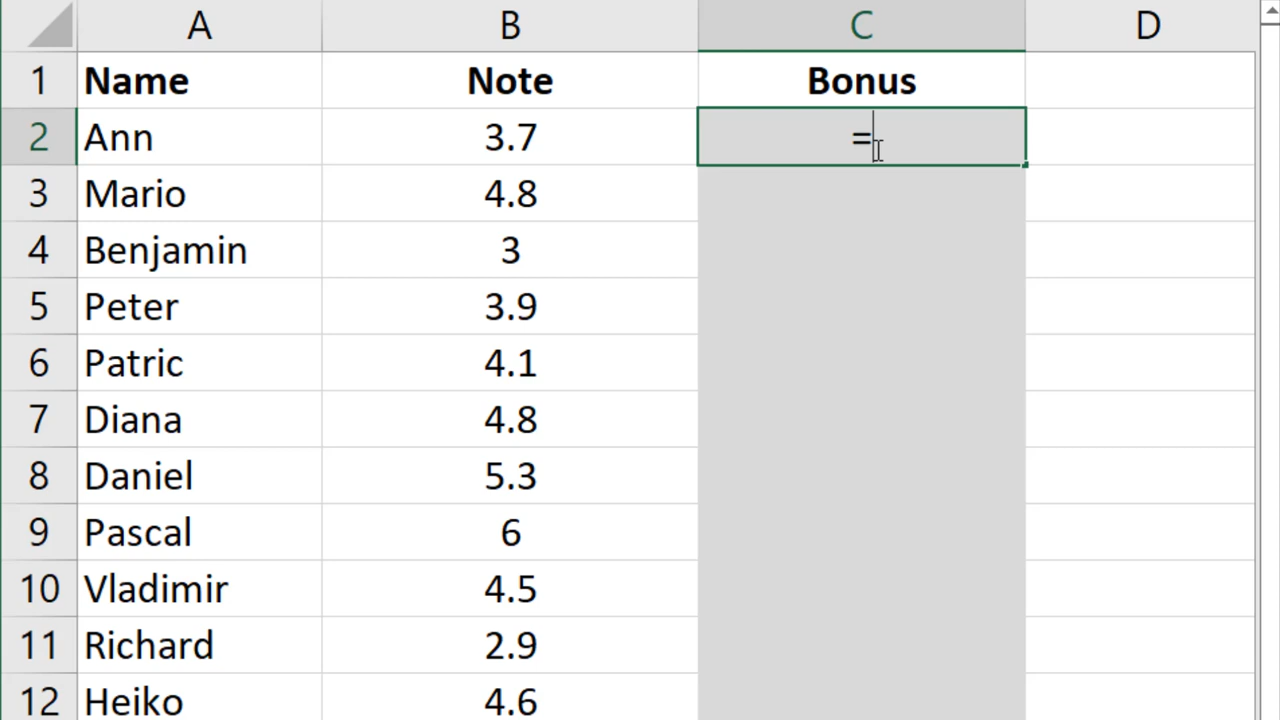 A B C D
1 Name Note Bonus
2 Ann 3.7 =
3 Mario 4.8
4 Benjamin 3
5 Peter 3.9
6 Patric 4.1
7 Diana 4.8
8 Daniel 5.3
9 Pascal 6
10 Vladimir 4.5
11 Richard 2.9
12 Heiko 4.6